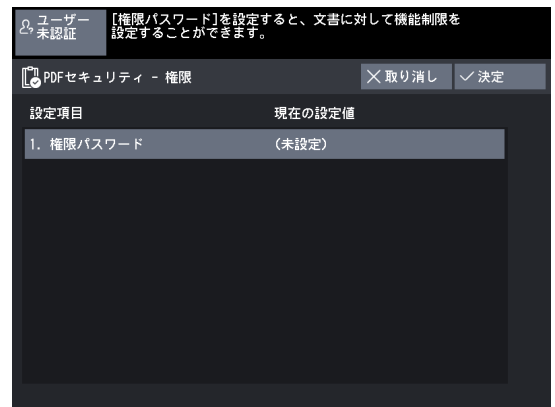 ユーザー
未認証
[権限パスワード]を設定すると、文書に対して機能制限を
設定することができます。
PDFセキュリティ - 権限
取り消し
決定
設定項目 現在の設定値
1. 権限パスワード (未設定)